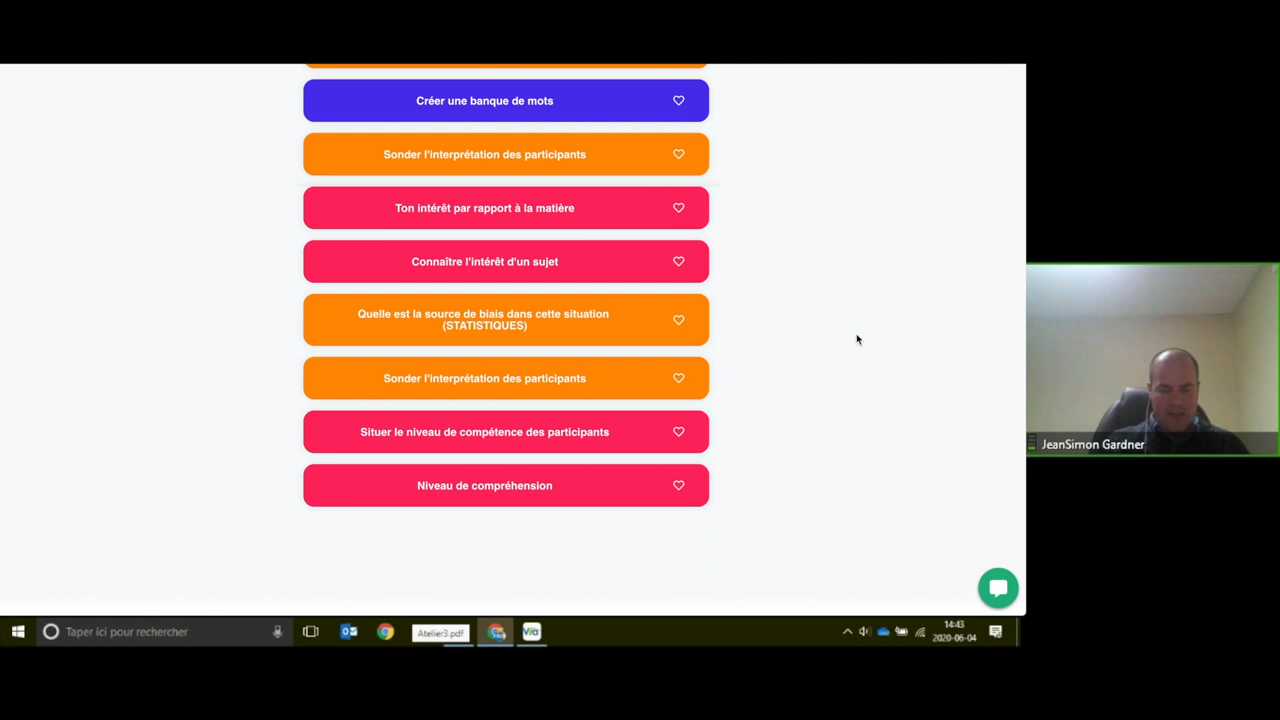 Créer une banque de mots
Sonder l'interprétation des participants
Ton intérêt par rapport à la matière
Connaître l'intérêt d'un sujet
Quelle est la source de biais dans cette situation
(STATISTIQUES)
Sonder l'interprétation des participants
Situer le niveau de compétence des participants
Niveau de compréhension
JeanSimon Gardner
Taper ici pour rechercher
Atelier3.pdf
Via
14:43
2020-06-04